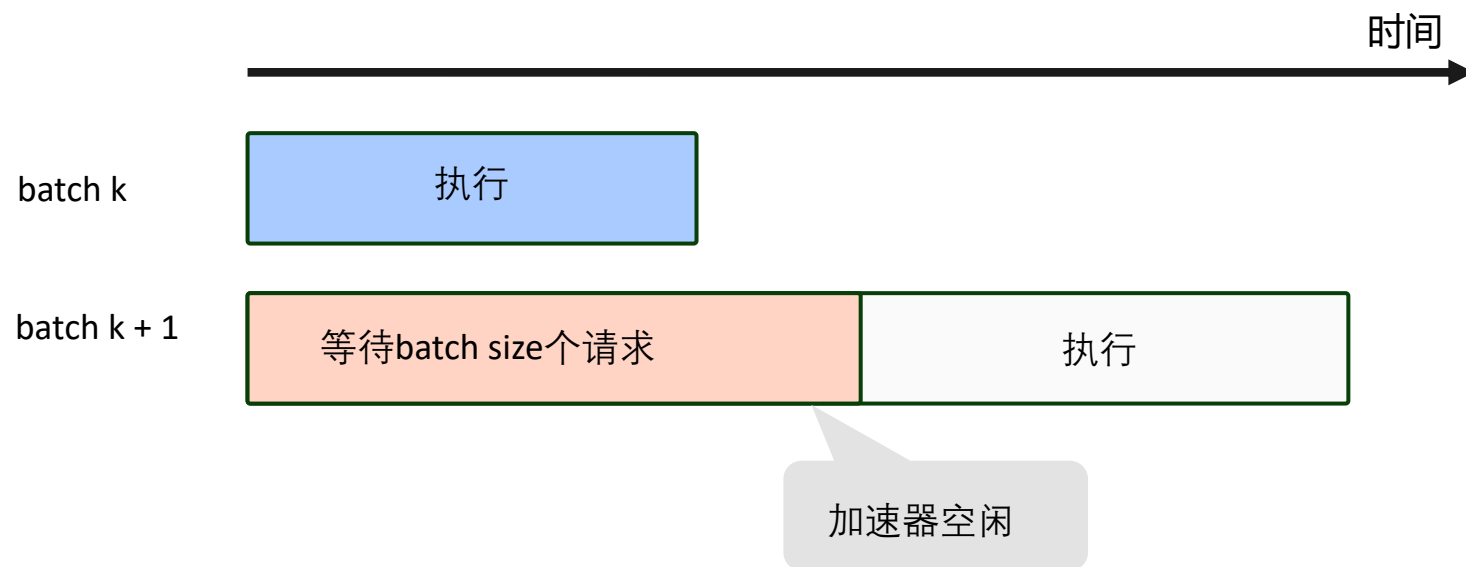 时间
batch k
执行
batch k + 1
等待batch size个请求
执行
加速器空闲